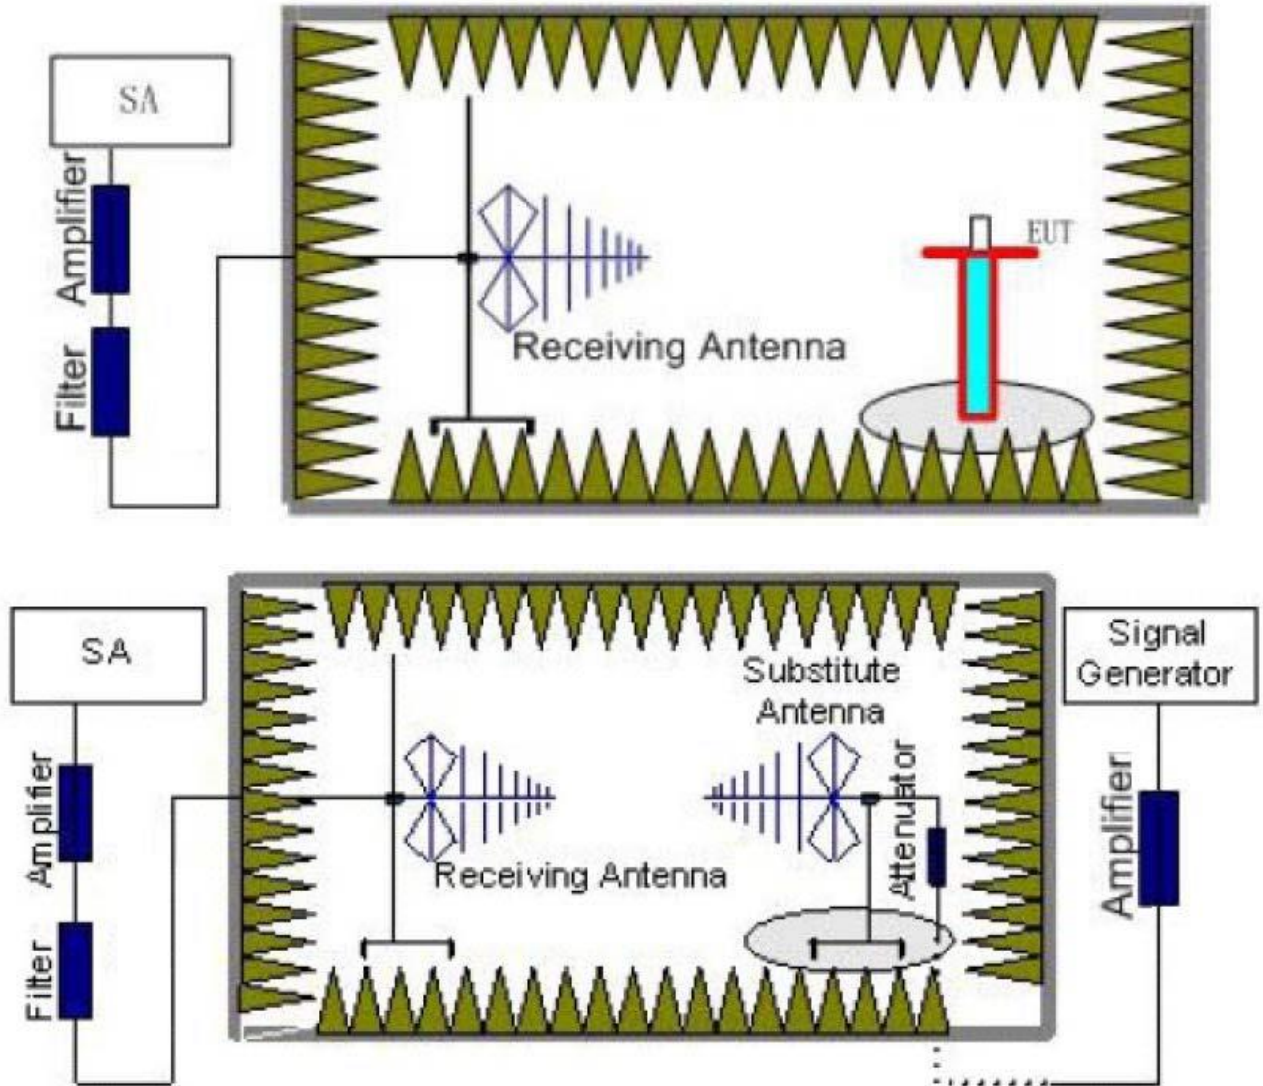 SA
Amplifier
Filter
Receiving Antenna
EUT
SA
Amplifier
Filter
Receiving Antenna
Substitute
Antenna
Attenuator
Signal
Generator
Amplifier